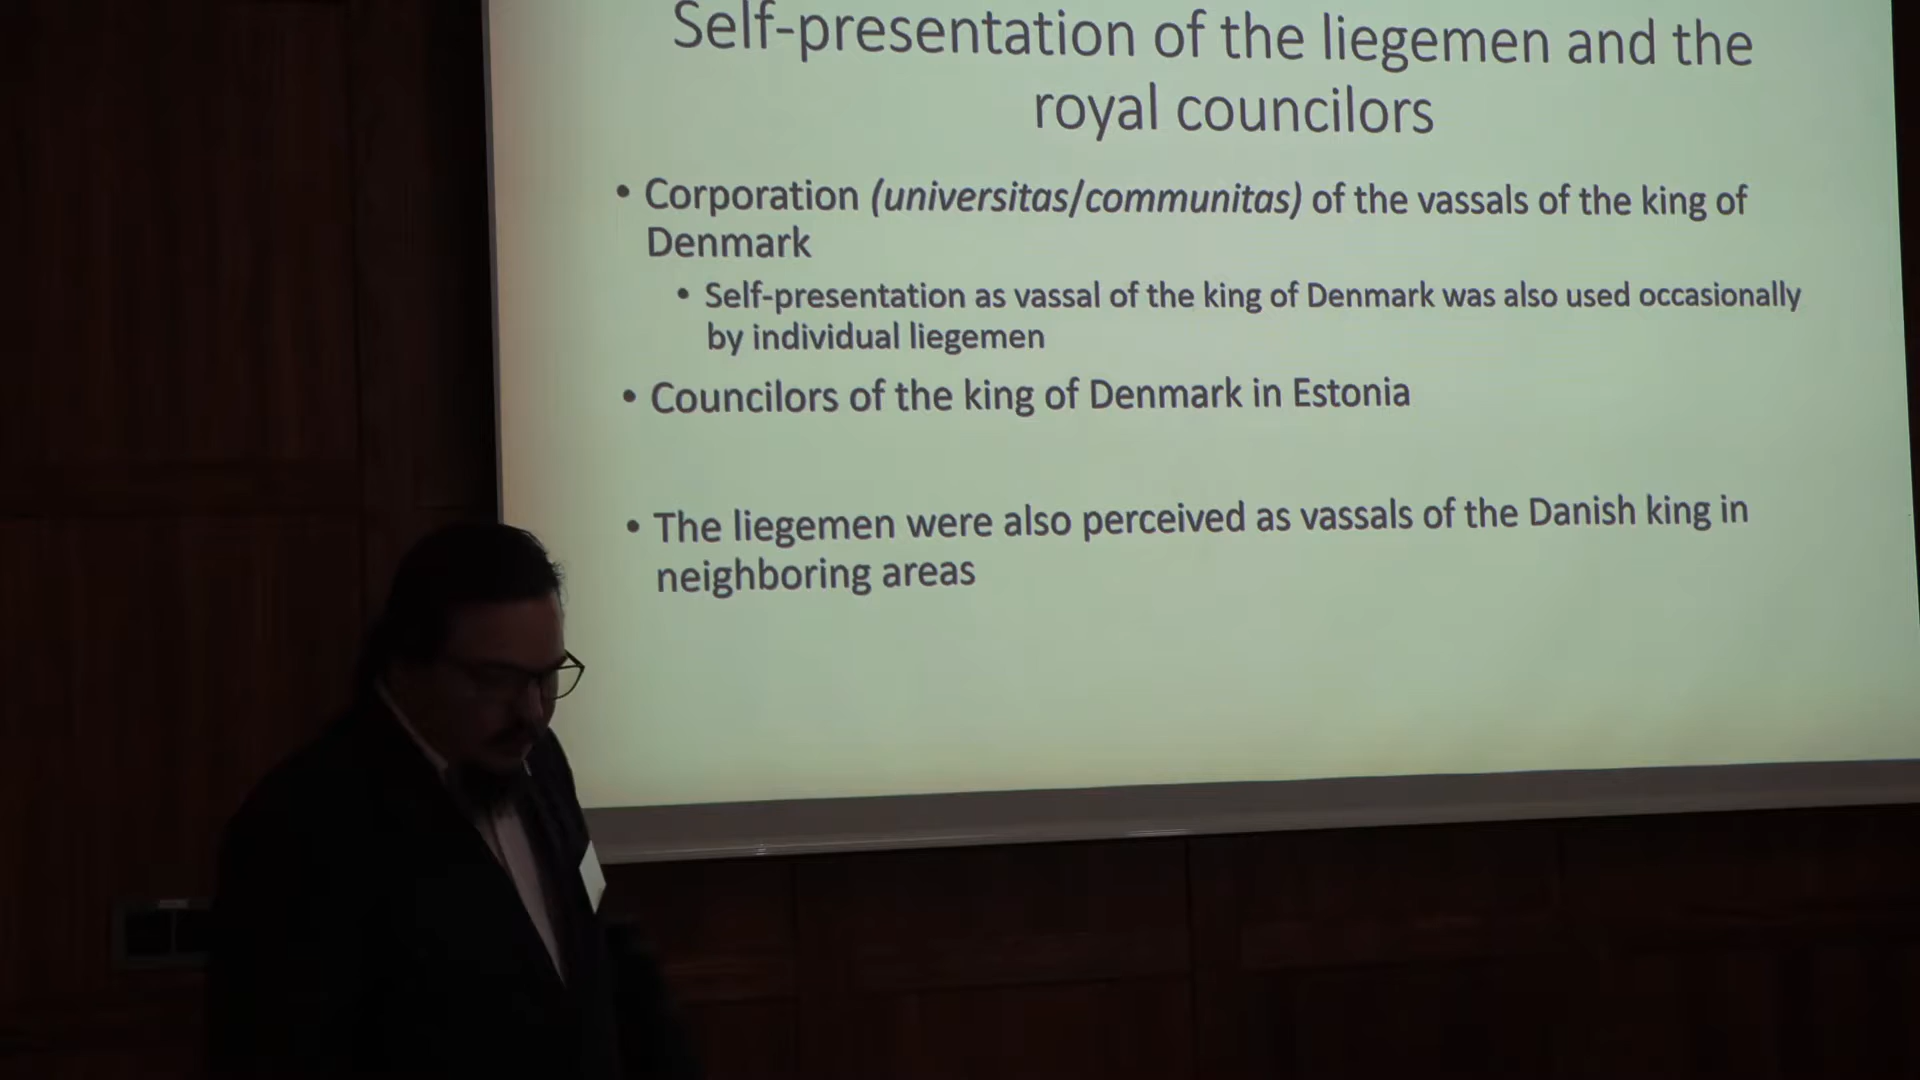 Self-presentation of the liegemen and the
royal councilors
• Corporation (universitas/communitas) of the vassals of the king of
Denmark
• Self-presentation as vassal of the king of Denmark was also used occasionally
by individual liegemen
• Councilors of the king of Denmark in Estonia
• The liegemen were also perceived as vassals of the Danish king in
neighboring areas